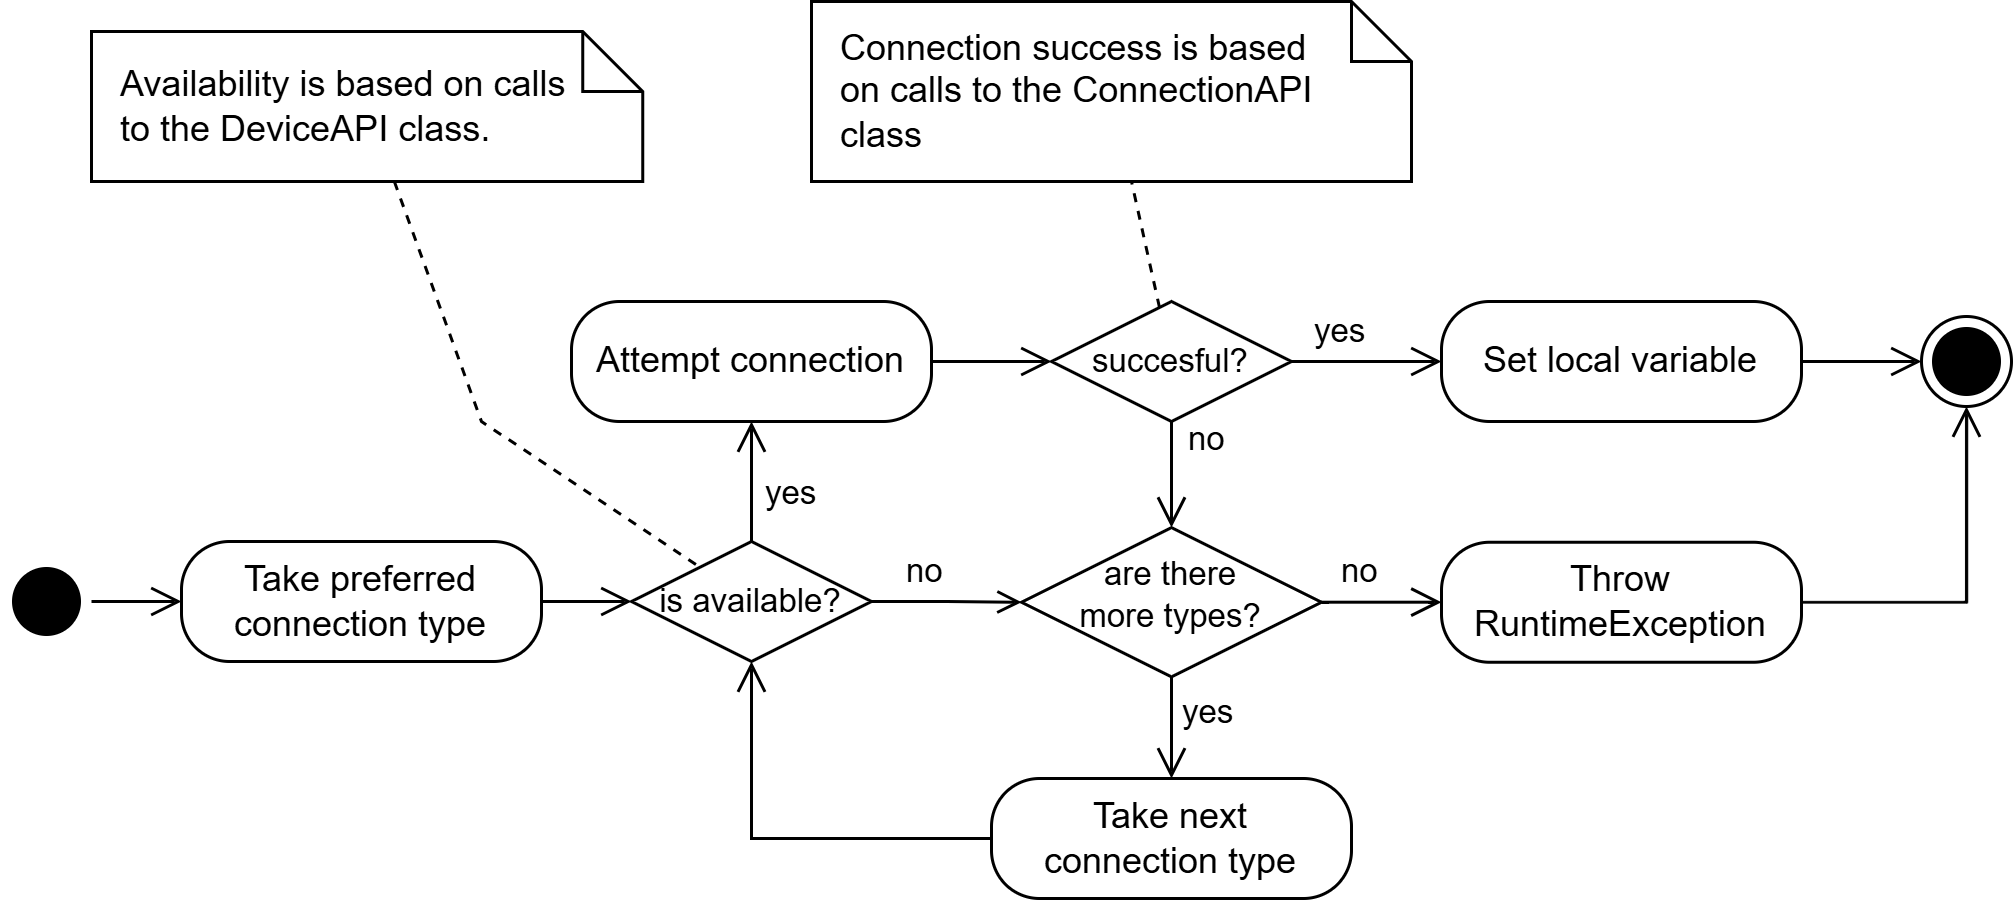 Availability is based on calls
to the DeviceAPI class.
Connection success is based
on calls to the ConnectionAPI
class
Attempt connection
succesful?
yes
Set local variable
no
yes
Take preferred
connection type
is available?
no
are there
more types?
no
Throw
RuntimeException
yes
Take next
connection type